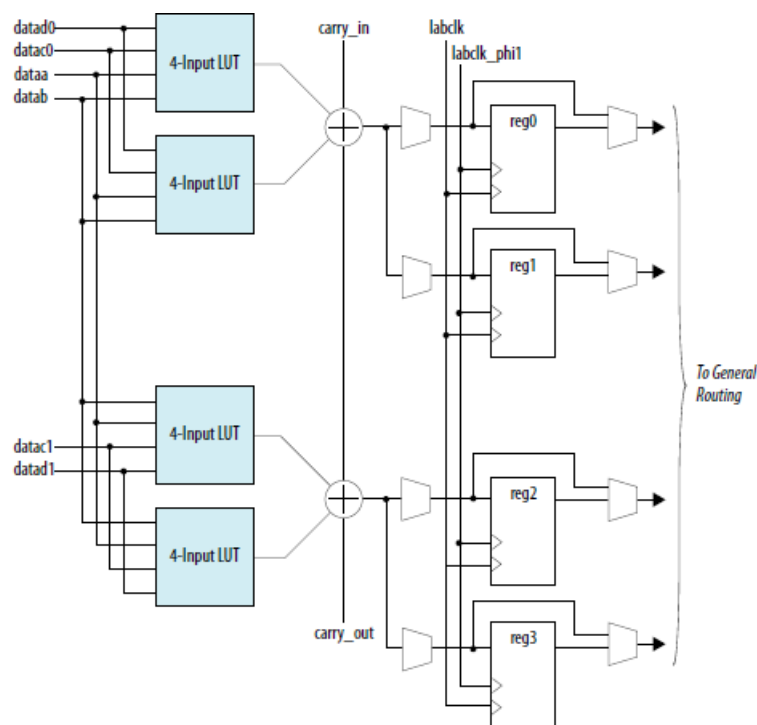 datad0
datac0
dataa
datab
4-Input LUT
4-Input LUT
carry_in
labclk
labclk_phi1
reg0
reg1
To General
Routing
datac1
datad1
4-Input LUT
4-Input LUT
carry_out
reg2
reg3